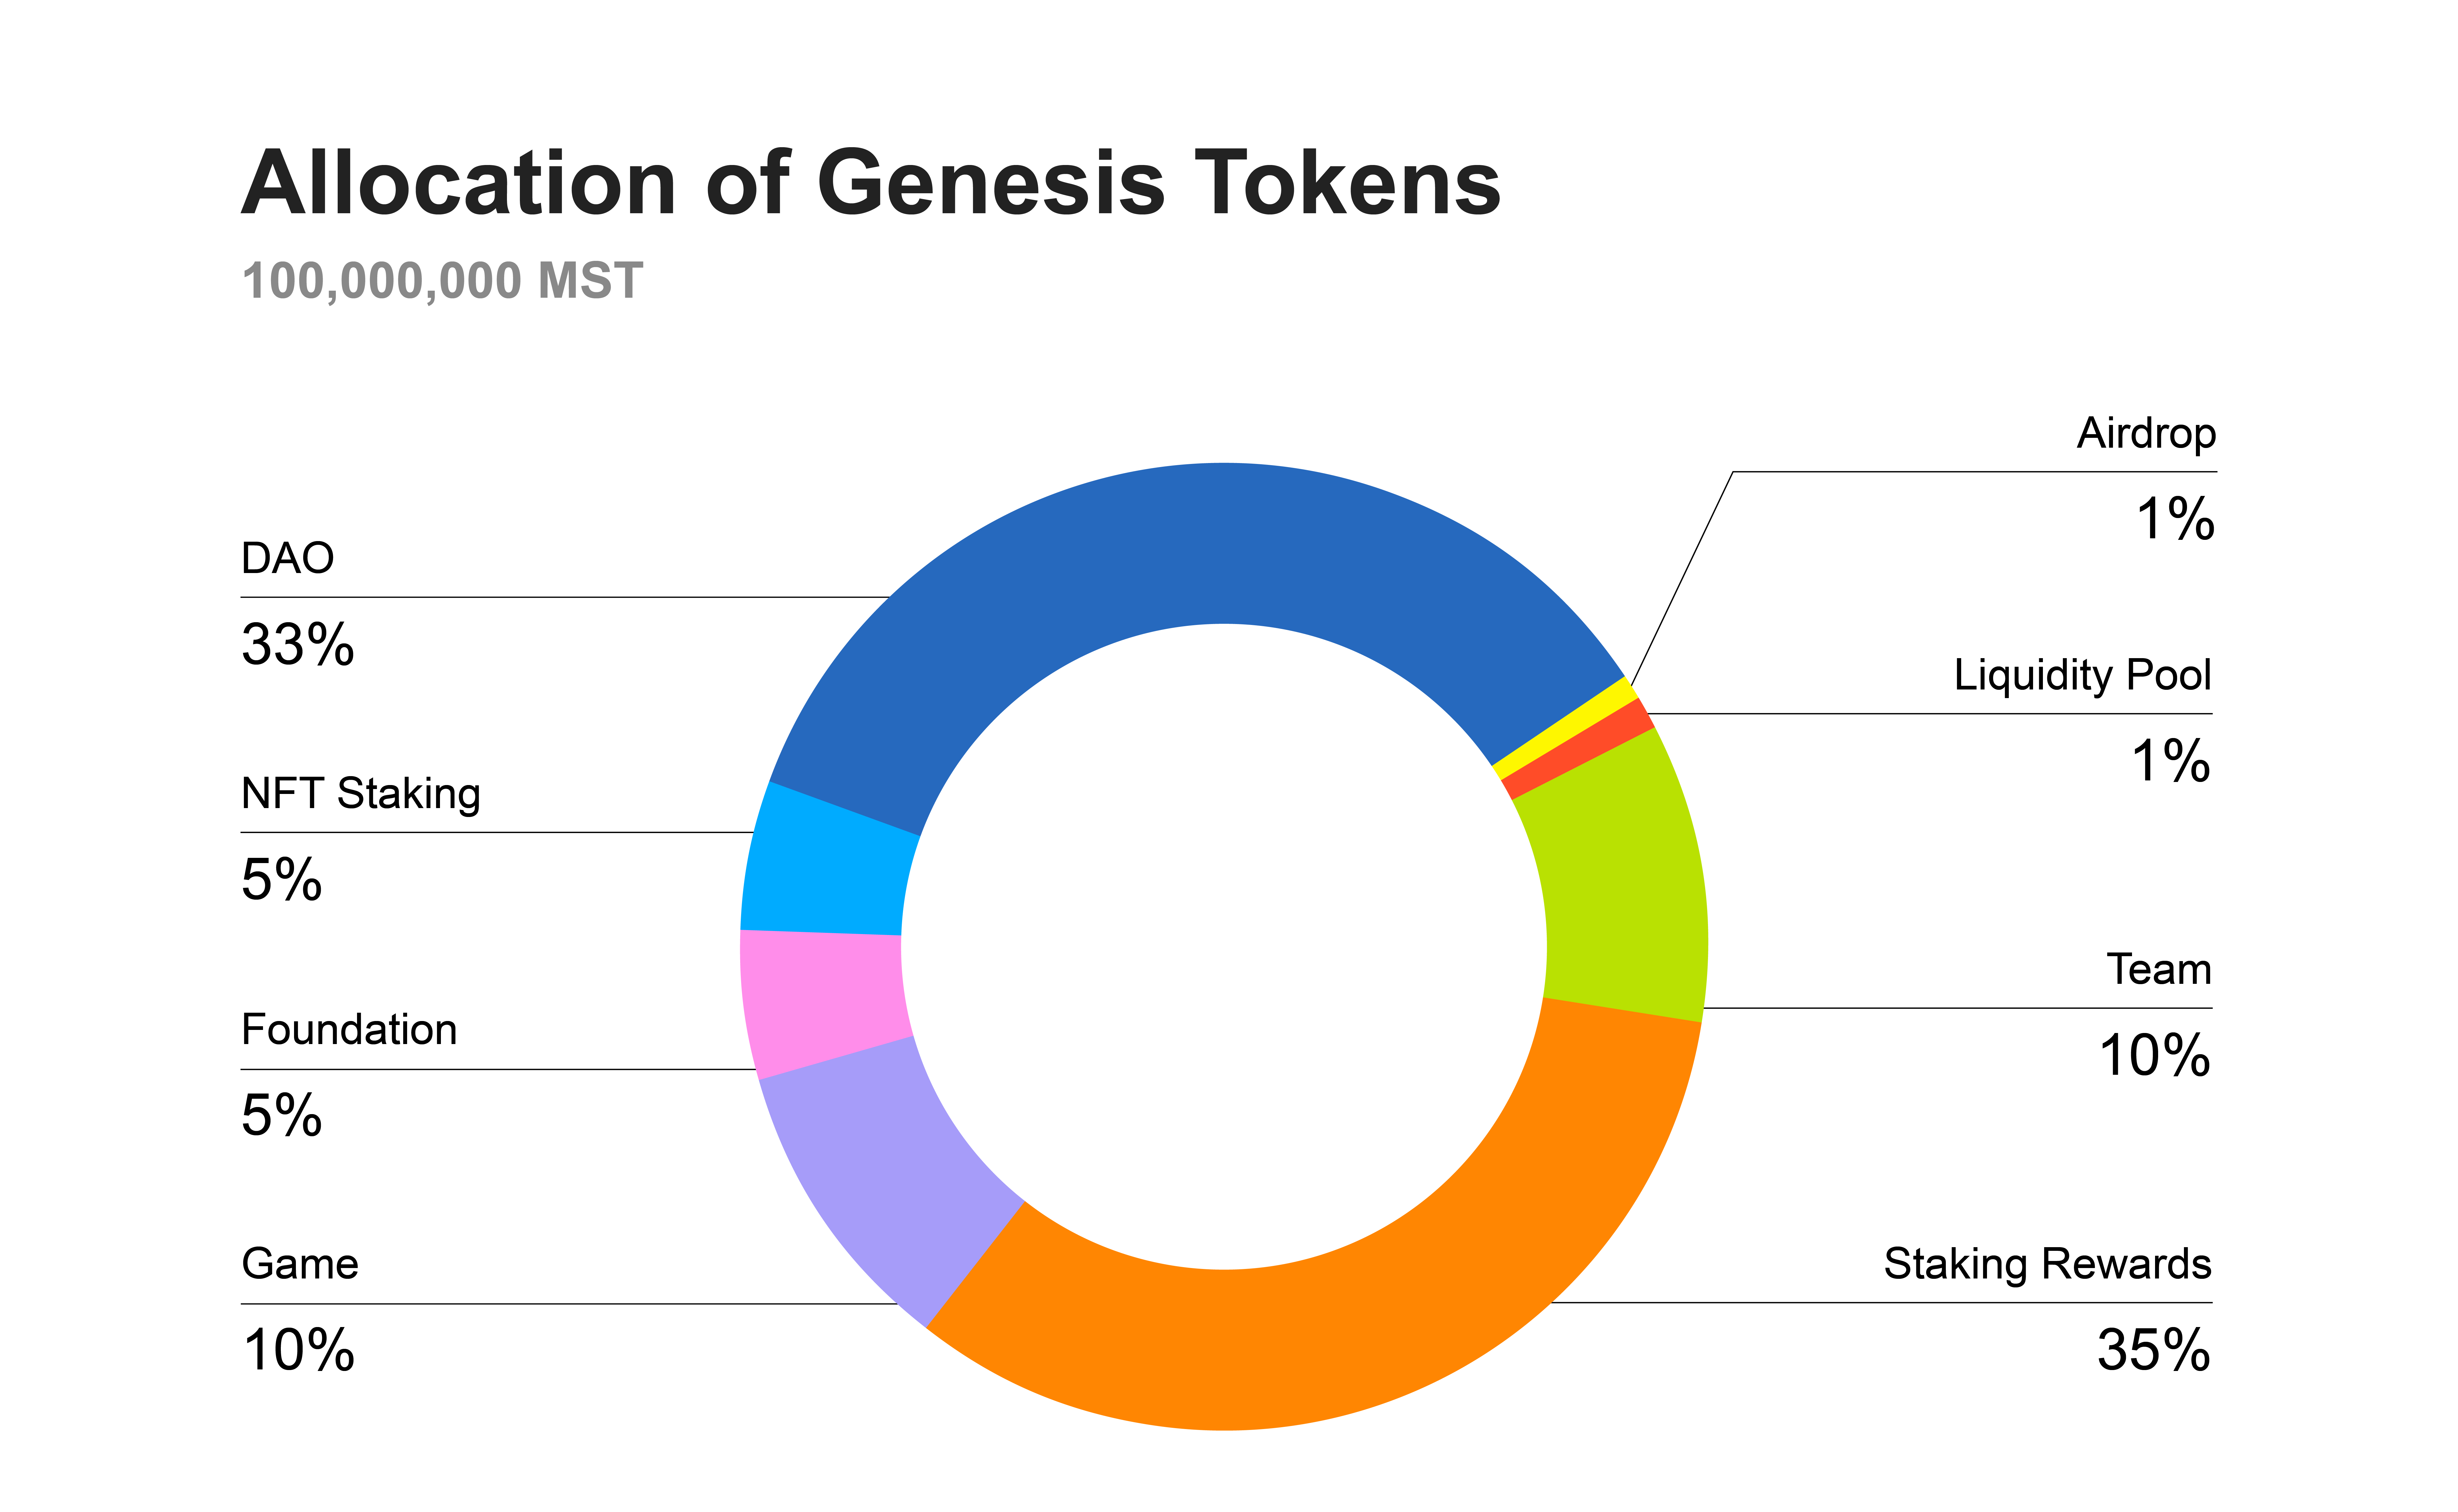 Allocation of Genesis Tokens
100,000,000 MST
DAO
33%
NFT Staking
5%
Foundation
5%
Game
10%
Airdrop
1%
Liquidity Pool
1%
Team
10%
Staking Rewards
35%